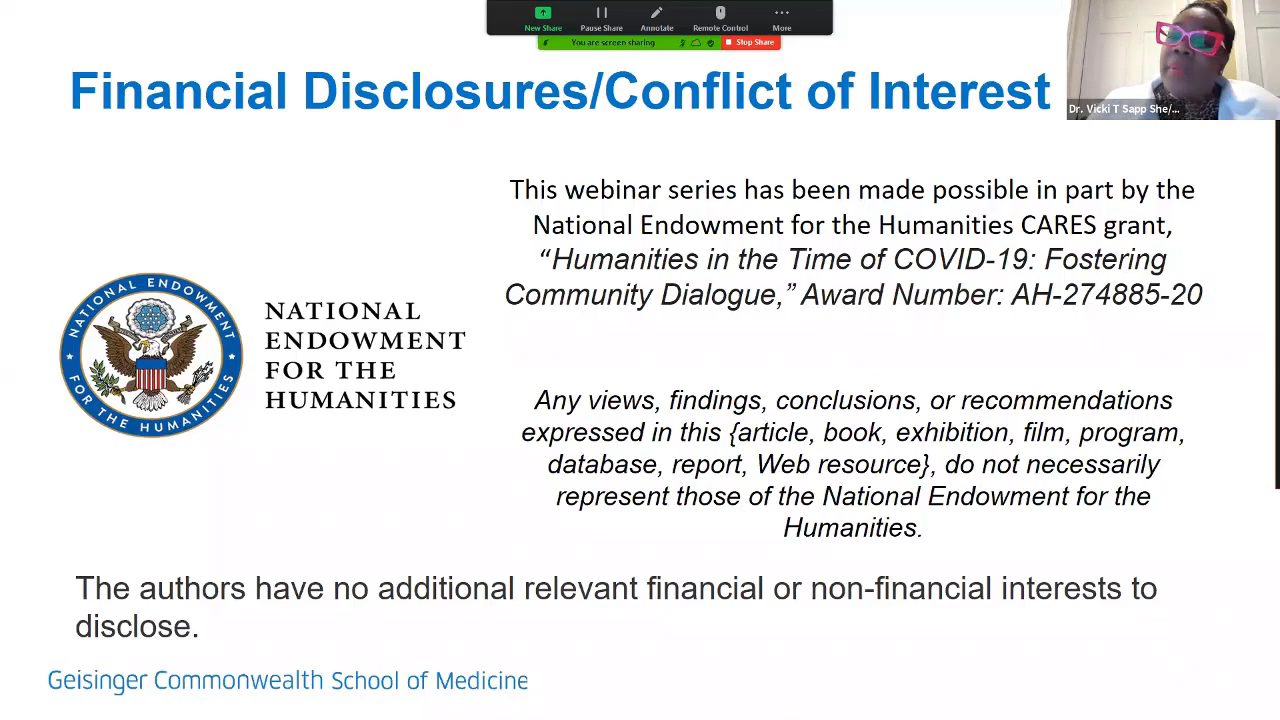 New Share
Pause Share
Annotate
Remote Control
More
You are screen sharing
Stop Share
Financial Disclosures/Conflict of Interest
Dr. Vicki T Sapp She/...
This webinar series has been made possible in part by the
National Endowment for the Humanities CARES grant,
“Humanities in the Time of COVID-19: Fostering
Community Dialogue,” Award Number: AH-274885-20
NATIONAL ENDOWMENT
FOR THE HUMANITIES
NATIONAL
ENDOWMENT
FOR THE
HUMANITIES
Any views, findings, conclusions, or recommendations
expressed in this {article, book, exhibition, film, program,
database, report, Web resource}, do not necessarily
represent those of the National Endowment for the
Humanities.
The authors have no additional relevant financial or non-financial interests to
disclose.
Geisinger Commonwealth School of Medicine